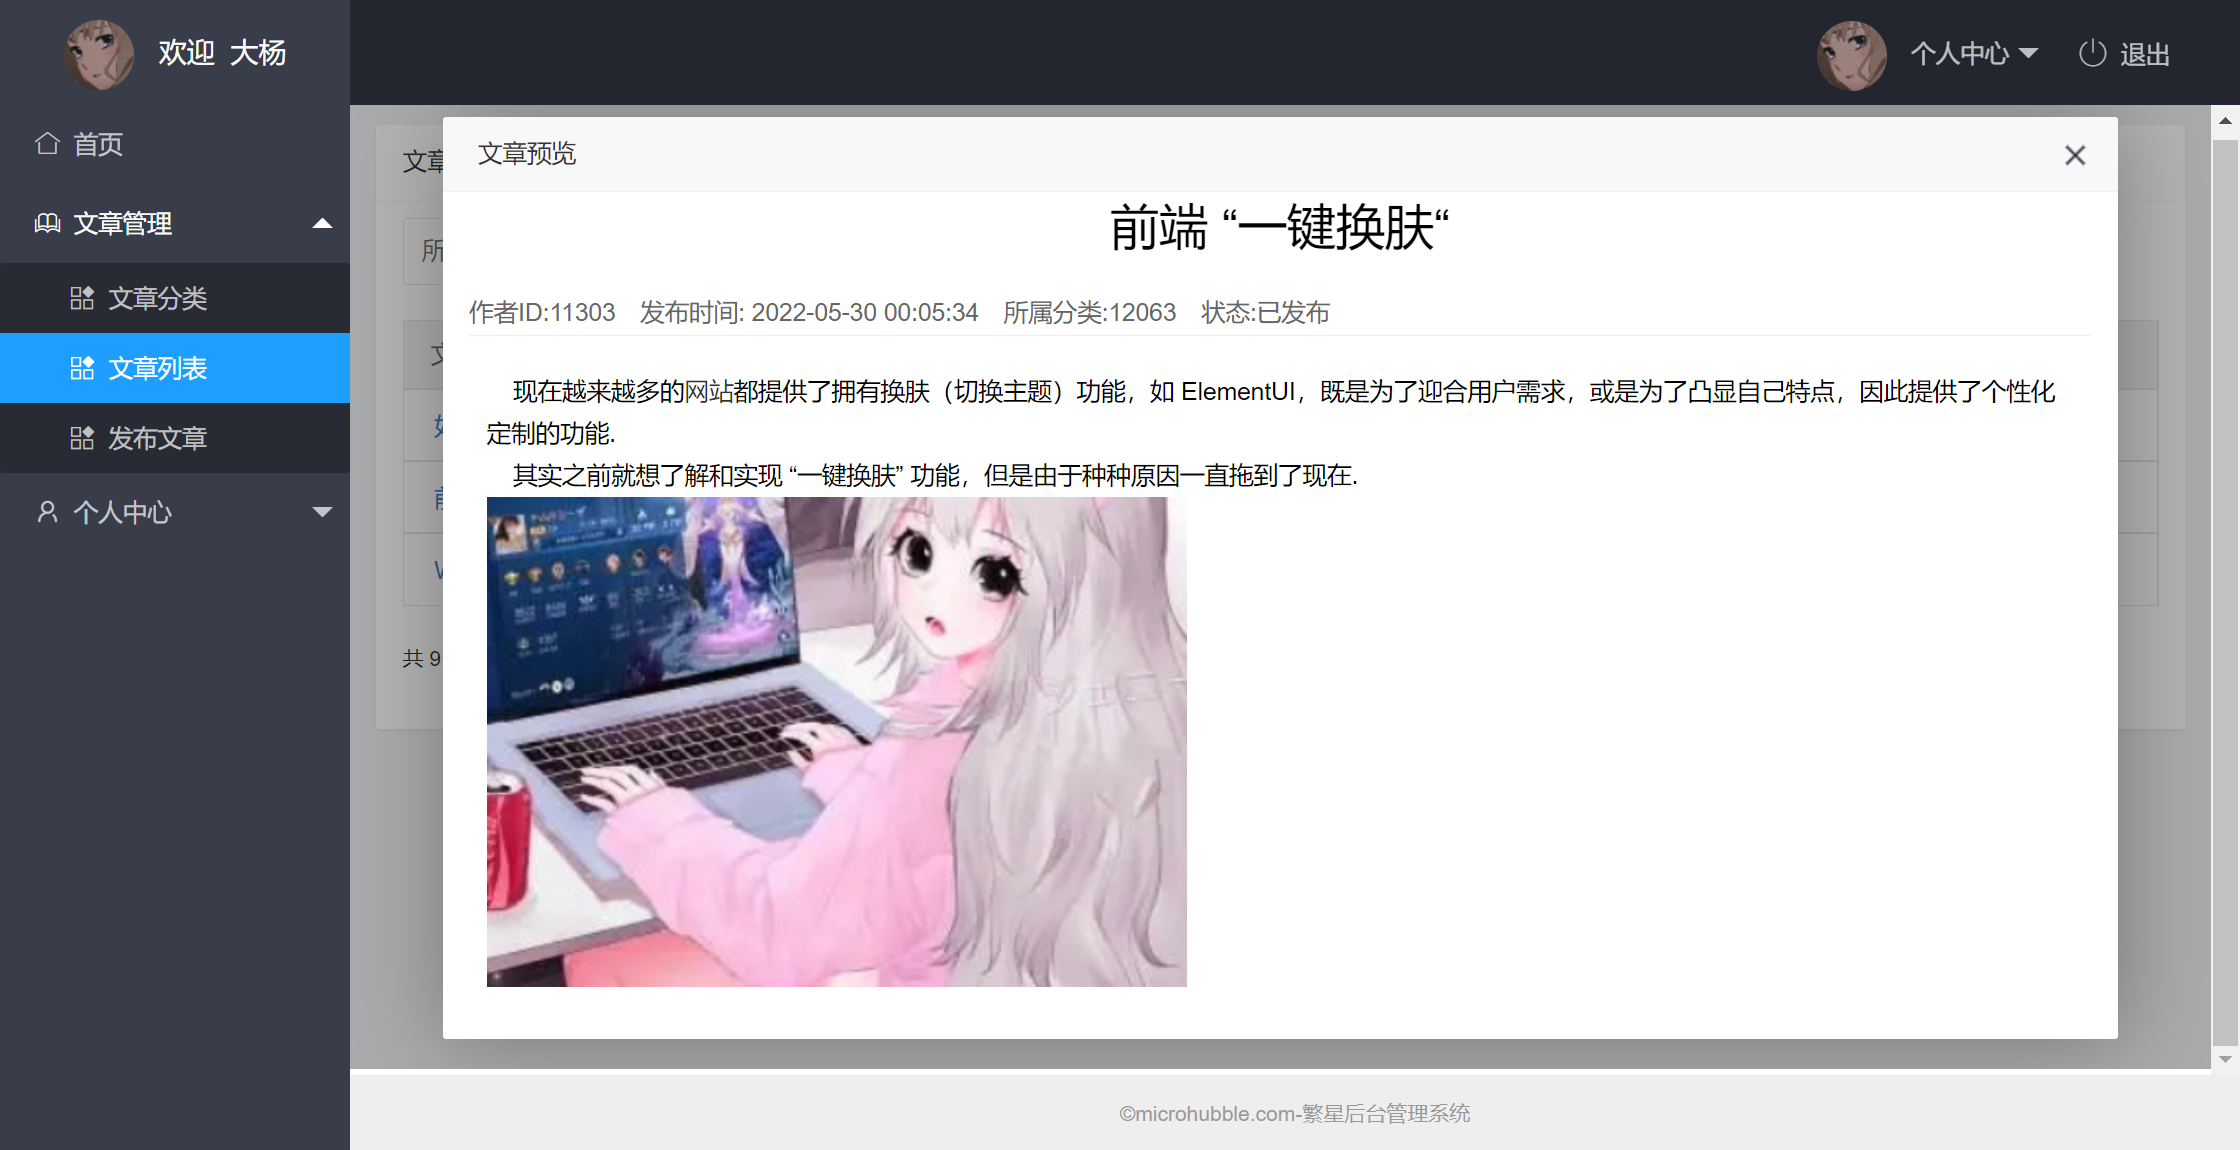 欢迎 大杨
个人中心
退出
首页
文章管理
文章分类
文章列表
发布文章
个人中心
文章
所
共 9
文章预览
前端 “一键换肤“
作者ID:11303 发布时间: 2022-05-30 00:05:34 所属分类:12063 状态:已发布
现在越来越多的网站都提供了拥有换肤（切换主题）功能，如 ElementUI，既是为了迎合用户需求，或是为了凸显自己特点，因此提供了个性化
定制的功能.
其实之前就想了解和实现 “一键换肤” 功能，但是由于种种原因一直拖到了现在.
©microhubble.com-繁星后台管理系统